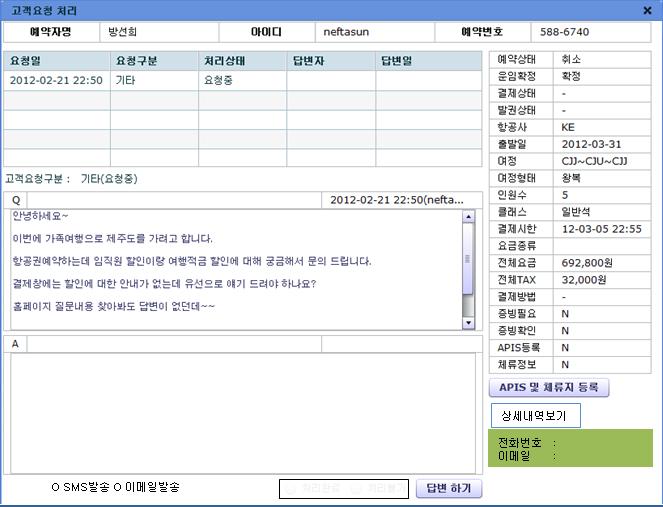 고객요청 처리
예약자명 방선희 아이디 neftasun 예약번호 588-6740
요청일 요청구분 처리상태 답변자 답변일
2012-02-21 22:50 기타 요청중
고객요청구분 : 기타(요청중)
Q 2012-02-21 22:50(nefta...
안녕하세요~
이번에 가족여행으로 제주도를 가려고 합니다.
항공권예약하는데 임직원 할인이랑 여행적금 할인에 대해 궁금해서 문의 드립니다.
결제창에는 할인에 대한 안내가 없는데 유선으로 얘기 드려야 하나요?
홈페이지 질문내용 찾아봐도 답변이 없던데~~
A
O SMS발송 O 이메일발송
처리완료 처리불가
답변 하기
예약상태 취소
운임확정 확정
결제상태 -
발권상태 -
항공사 KE
출발일 2012-03-31
여정 CJJ~CJU~CJJ
여정형태 왕복
인원수 5
클래스 일반석
결제시한 12-03-05 22:55
요금종류
전체요금 692,800원
전체TAX 32,000원
결제방법 -
증빙필요 N
증빙확인 N
APIS등록 N
체류정보 N
APIS 및 체류지 등록
상세내역보기
전화번호 :
이메일 :